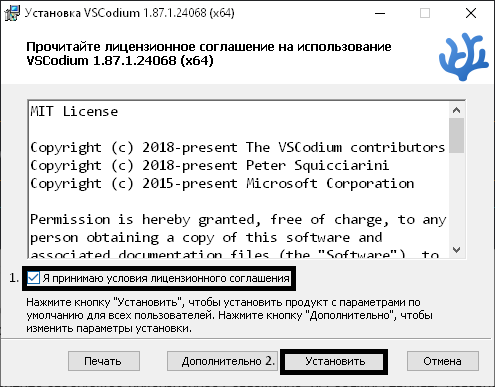 Установка VSCodium 1.87.1.24068 (x64)
Прочитайте лицензионное соглашение на использование
VSCodium 1.87.1.24068 (x64)
MIT License
Copyright (c) 2018-present The VSCodium contributors
Copyright (c) 2018-present Peter Squicciarini
Copyright (c) 2015-present Microsoft Corporation
Permission is hereby granted, free of charge, to any
person obtaining a copy of this software and
associated documentation files (the "Software"), to
1. Я принимаю условия лицензионного соглашения
Нажмите кнопку "Установить", чтобы установить продукт с параметрами по
умолчанию для всех пользователей. Нажмите кнопку "Дополнительно", чтобы
изменить параметры установки.
Печать Дополнительно 2. Установить Отмена